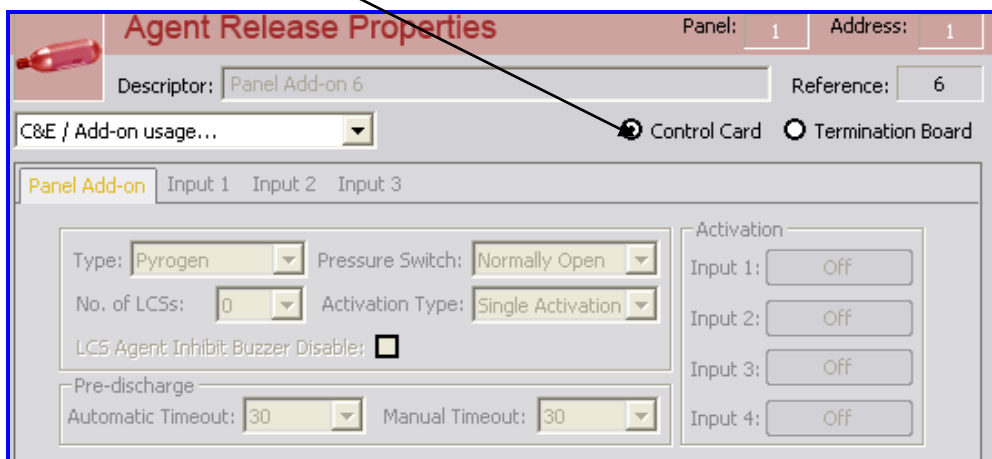 Agent Release Properties Panel: 1 Address: 1
Descriptor: Panel Add-on 6 Reference: 6
C&E / Add-on usage... Control Card Termination Board
Panel Add-on Input 1 Input 2 Input 3
Activation
Type: Pyrogen Pressure Switch: Normally Open Input 1: Off
No. of LCSs: 0 Activation Type: Single Activation Input 2: Off
LCS Agent Inhibit Buzzer Disable:
Input 3: Off
Pre-discharge
Automatic Timeout: 30 Manual Timeout: 30 Input 4: Off